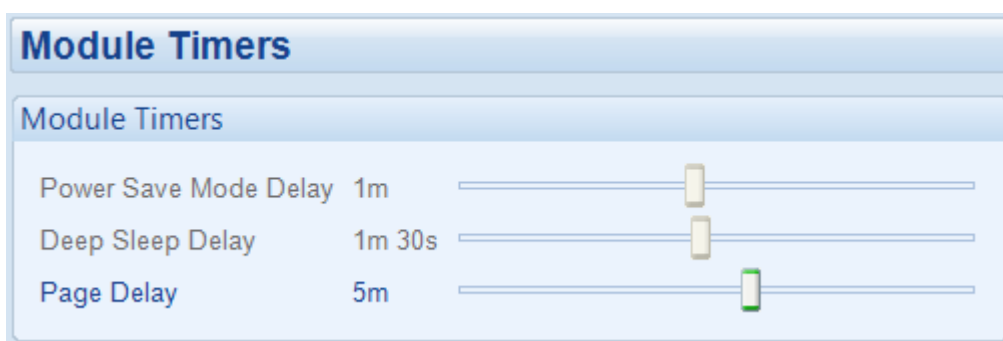 Module Timers
Module Timers
Power Save Mode Delay 1m
Deep Sleep Delay 1m 30s
Page Delay 5m